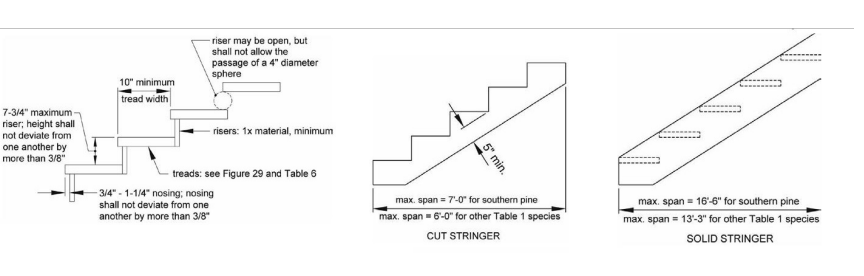 riser may be open, but
shall not allow the
passage of a 4" diameter
sphere
10" minimum
tread width
7-3/4" maximum
riser; height shall
not deviate from
one another by
more than 3/8"
risers: 1x material, minimum
treads: see Figure 29 and Table 6
3/4" - 1-1/4" nosing; nosing
shall not deviate from one
another by more than 3/8"
5" min.
max. span = 7'-0" for southern pine
max. span = 6'-0" for other Table 1 species
CUT STRINGER
max. span = 16'-6" for southern pine
max. span = 13'-3" for other Table 1 species
SOLID STRINGER